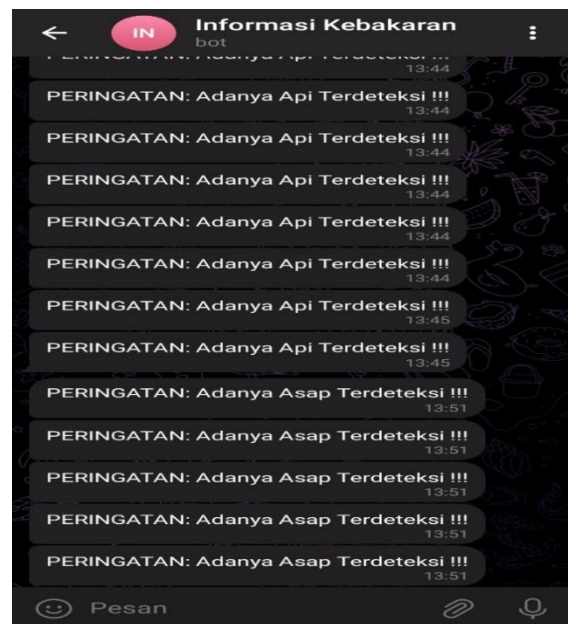 IN
Informasi Kebakaran
bot
13:44
PERINGATAN: Adanya Api Terdeteksi !!!
13:44
PERINGATAN: Adanya Api Terdeteksi !!!
13:44
PERINGATAN: Adanya Api Terdeteksi !!!
13:44
PERINGATAN: Adanya Api Terdeteksi !!!
13:44
PERINGATAN: Adanya Api Terdeteksi !!!
13:44
PERINGATAN: Adanya Api Terdeteksi !!!
13:45
PERINGATAN: Adanya Api Terdeteksi !!!
13:45
PERINGATAN: Adanya Asap Terdeteksi !!!
13:51
PERINGATAN: Adanya Asap Terdeteksi !!!
13:51
PERINGATAN: Adanya Asap Terdeteksi !!!
13:51
PERINGATAN: Adanya Asap Terdeteksi !!!
13:51
PERINGATAN: Adanya Asap Terdeteksi !!!
13:51
Pesan